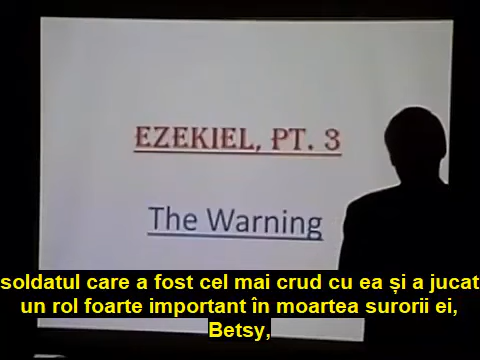 EZEKIEL, PT. 3
The Warning
soldatul care a fost cel mai crud cu ea și a jucat
un rol foarte important în moartea surorii ei,
Betsy,